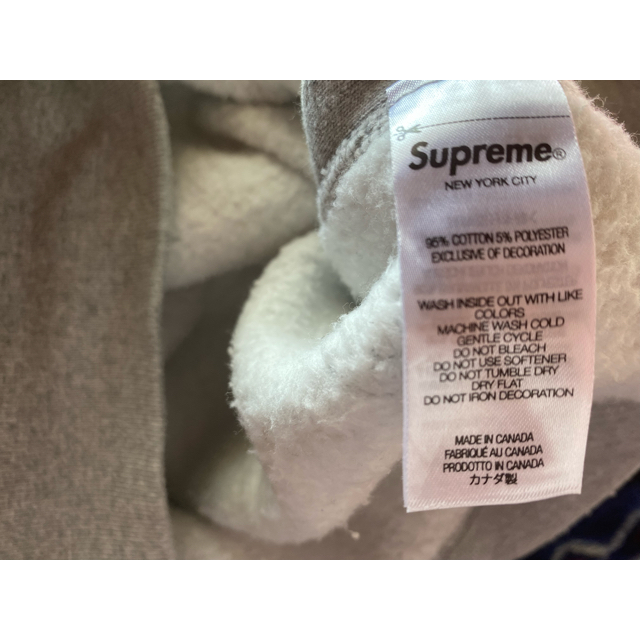 Supreme®
NEW YORK CITY
95% COTTON 5% POLYESTER
EXCLUSIVE OF DECORATION
WASH INSIDE OUT WITH LIKE
COLORS
MACHINE WASH COLD
GENTLE CYCLE
DO NOT BLEACH
DO NOT USE SOFTENER
DO NOT TUMBLE DRY
DRY FLAT
DO NOT IRON DECORATION
MADE IN CANADA
FABRIQUÉ AU CANADA
PRODOTTO IN CANADA
カナダ製